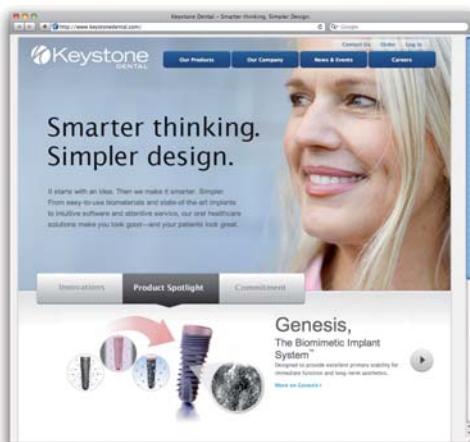 Keystone Dental – Smarter thinking. Simpler Design.
http://www.keystonedental.com/
Google
Contact Us Order Log In
Keystone
DENTAL
Our Products Our Company News & Events Careers
Smarter thinking.
Simpler design.
It starts with an idea. Then we make it smarter. Simpler.
From easy-to-use biomaterials and state-of-the-art implants
to intuitive software and attentive service, our oral healthcare
solutions make you look good—and your patients look great.
Innovations Product Spotlight Commitment
Genesis,
The Biomimetic Implant
System™
Designed to provide excellent primary stability for
immediate function and long-term aesthetics.
More on Genesis